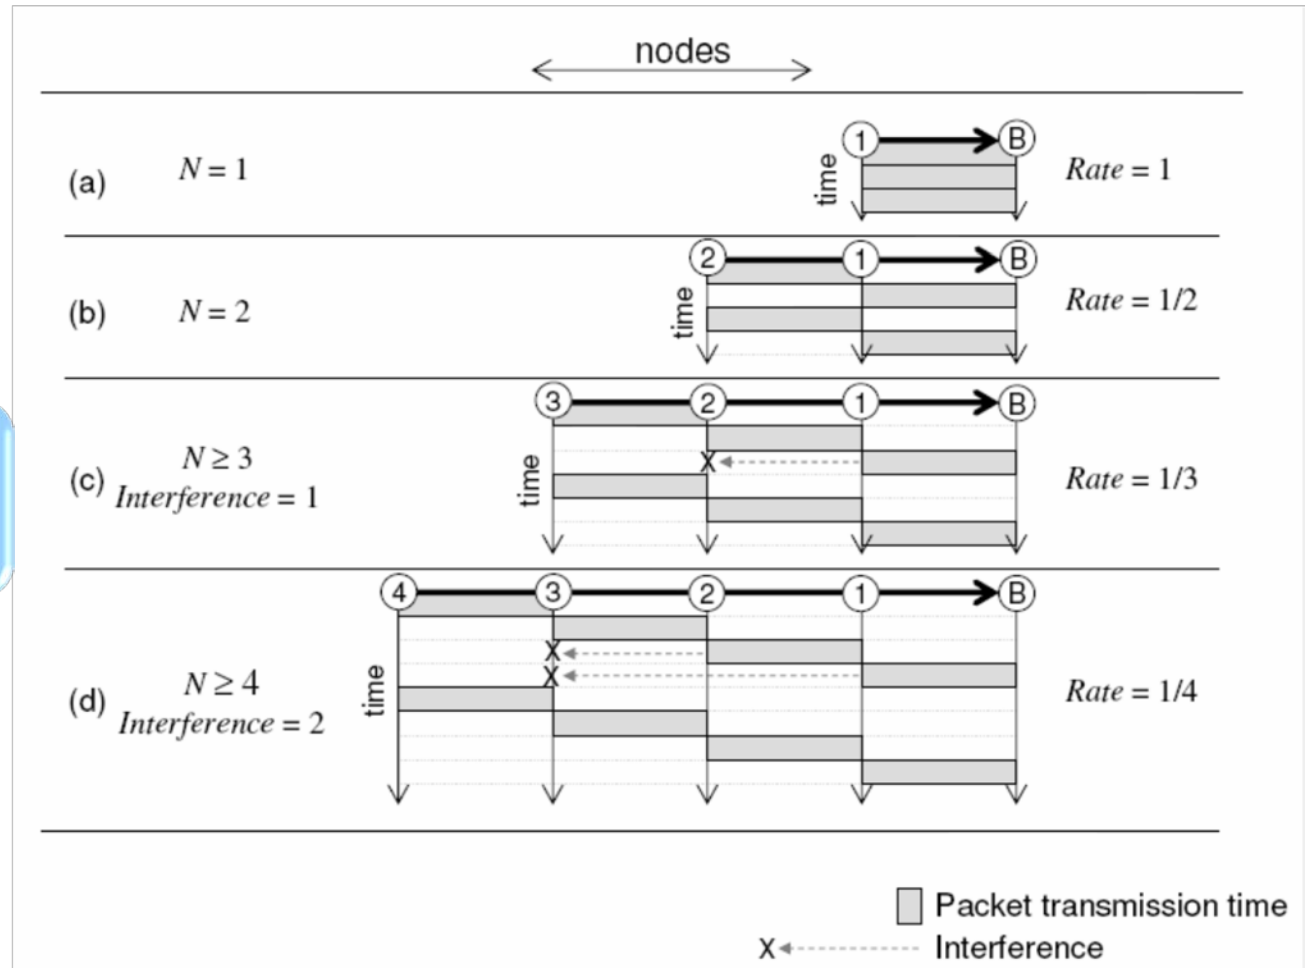 nodes
(a) N = 1
time
1 B
Rate = 1
(b) N = 2
time
2 1 B
Rate = 1/2
(c) N ≥ 3
Interference = 1
time
3 2 1 B
X
Rate = 1/3
(d) N ≥ 4
Interference = 2
time
4 3 2 1 B
X
X
Rate = 1/4
Packet transmission time
X Interference